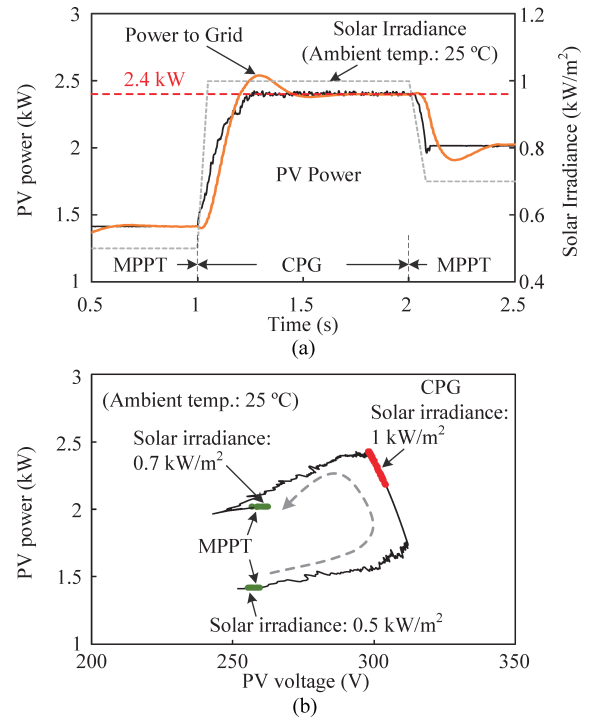 Power to Grid
Solar Irradiance
(Ambient temp.: 25 ºC)
2.4 kW
PV Power
MPPT
CPG
MPPT
3
2.5
2
1.5
1
PV power (kW)
1.2
1
0.8
0.6
0.4
Solar Irradiance (kW/m²)
0.5
1
1.5
2
2.5
Time (s)
(a)
(Ambient temp.: 25 ºC)
CPG
Solar irradiance:
1 kW/m²
Solar irradiance:
0.7 kW/m²
MPPT
Solar irradiance: 0.5 kW/m²
3
2.5
2
1.5
1
PV power (kW)
200
250
300
350
PV voltage (V)
(b)